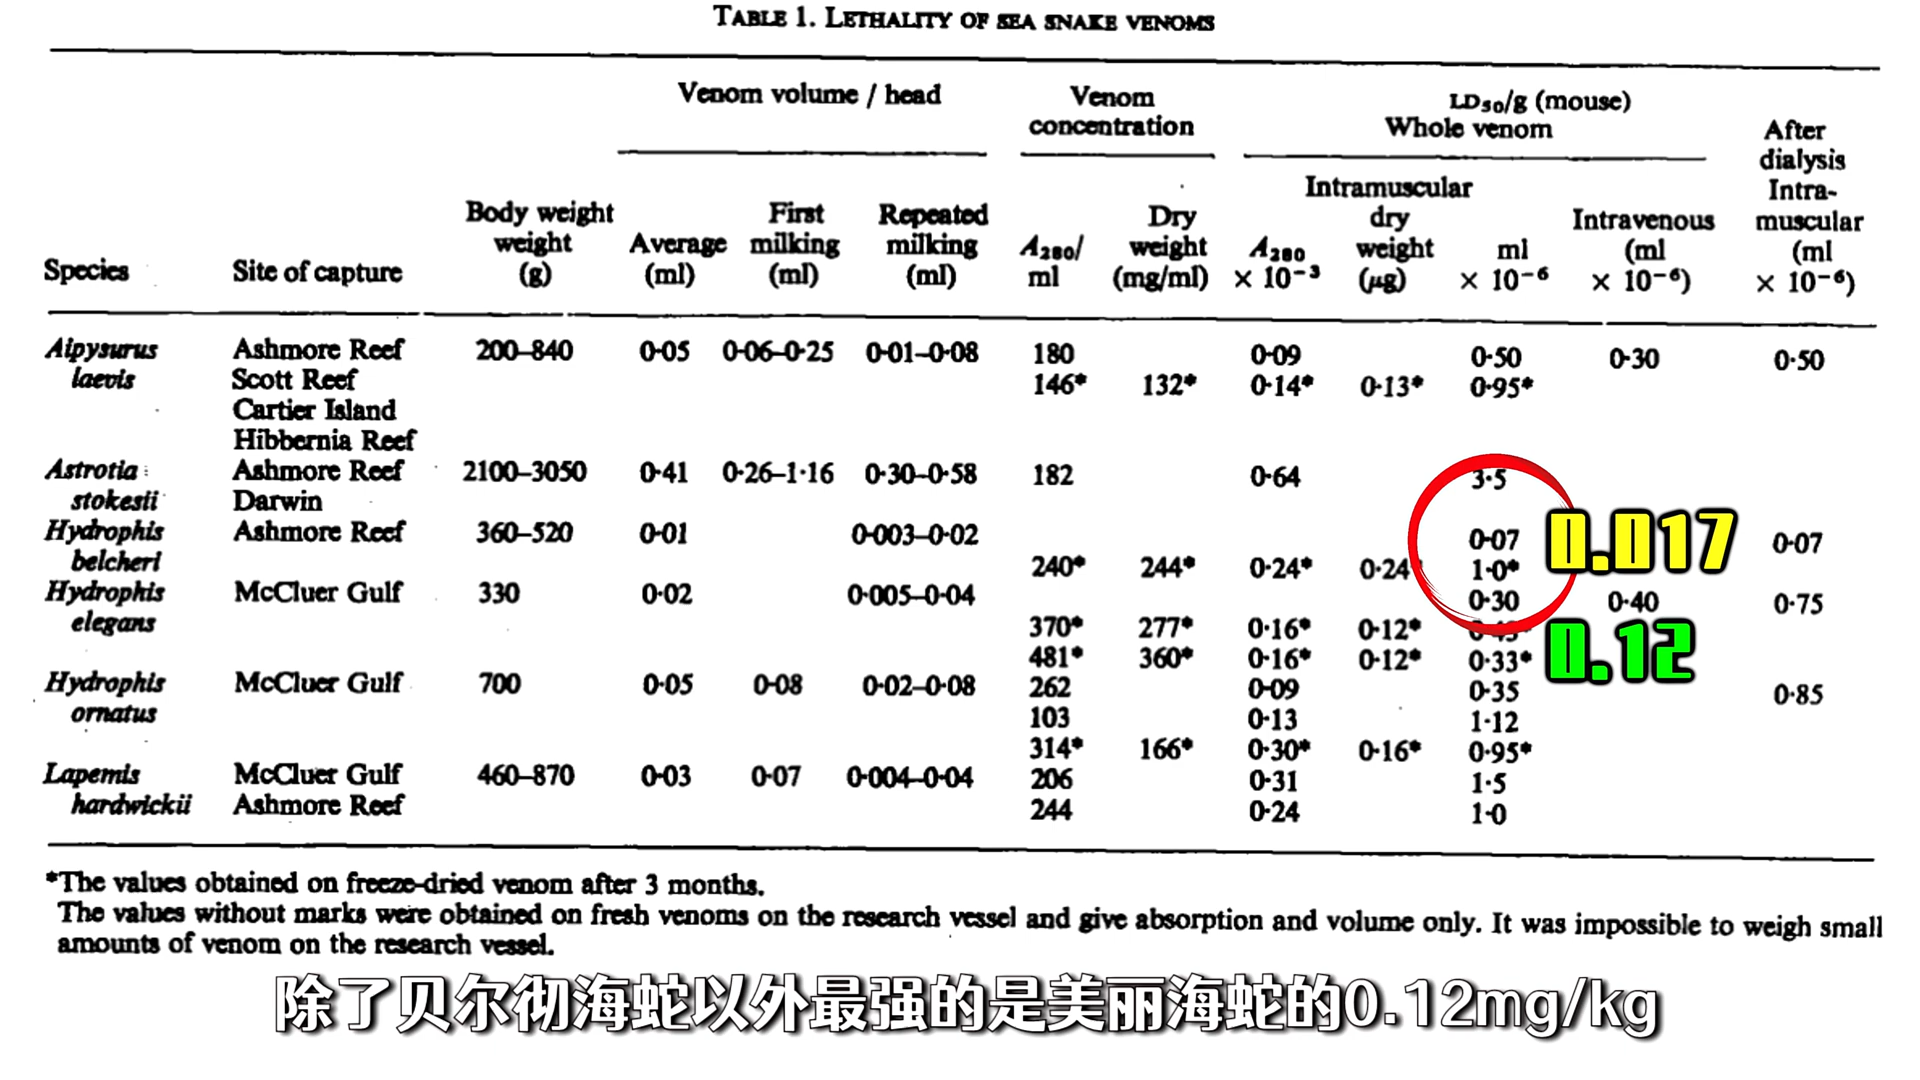 TABLE 1. LETHALITY OF SEA SNAKE VENOMS
Venom volume / head
Venom concentration
LD50/g (mouse)
Whole venom
After dialysis Intra-muscular (ml × 10−6)
Species
Site of capture
Body weight weight (g)
Average (ml)
First milking (ml)
Repeated milking (ml)
A280/ ml
Dry weight (mg/ml)
Intramuscular
A280 × 10−3
dry weight (μg)
ml × 10−6
Intravenous (ml × 10−6)
Aipysurus Ashmore Reef 200–840 0·05 0·06–0·25 0·01–0·08 180 0·09 0·50 0·30 0·50
laevis Scott Reef 146* 132* 0·14* 0·13* 0·95*
Cartier Island
Hibbernia Reef
Astrotia Ashmore Reef 2100–3050 0·41 0·26–1·16 0·30–0·58 182 0·64 3·5
stokesii Darwin
Hydrophis Ashmore Reef 360–520 0·01 0·003–0·02 0·07 0·07
0.017
belcheri 240* 244* 0·24* 0·24 1·0*
Hydrophis McCluer Gulf 330 0·02 0·005–0·04 0·30 0·40 0·75
elegans 370* 277* 0·16* 0·12*
481* 360* 0·16* 0·12* 0·33*
0.12
Hydrophis McCluer Gulf 700 0·05 0·08 0·02–0·08 262 0·09 0·35 0·85
ornatus 103 0·13 1·12
314* 166* 0·30* 0·16* 0·95*
Lapemis McCluer Gulf 460–870 0·03 0·07 0·004–0·04 206 0·31 1·5
hardwickii Ashmore Reef 244 0·24 1·0
*The values obtained on freeze-dried venom after 3 months.
The values without marks were obtained on fresh venoms on the research vessel and give absorption and volume only. It was impossible to weigh small
amounts of venom on the research vessel.
除了贝尔彻海蛇以外最强的是美丽海蛇的0.12mg/kg